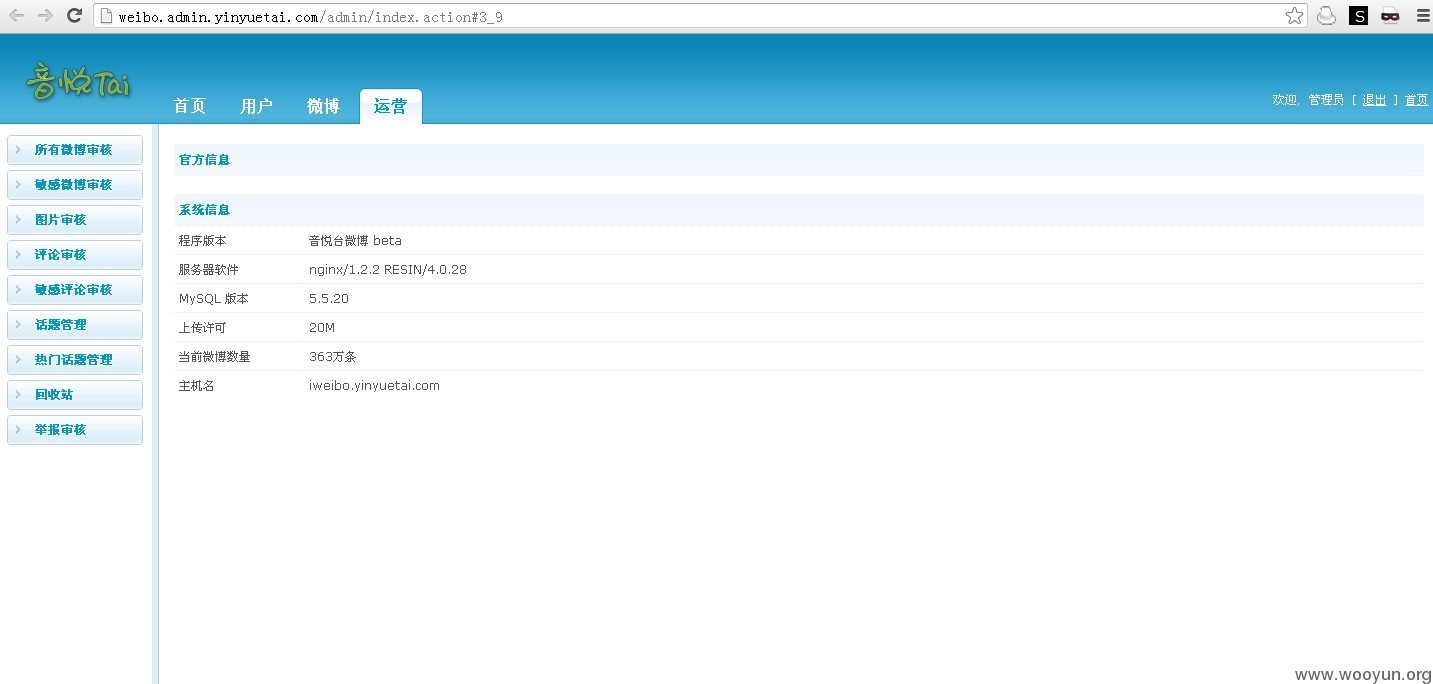 weibo.admin.yinyuetai.com/admin/index.action#3_9
S
音悦Tai
首页 用户 微博 运营
欢迎, 管理员 [ 退出 ] 首页
所有微博审核
敏感微博审核
图片审核
评论审核
敏感评论审核
话题管理
热门话题管理
回收站
举报审核
官方信息
系统信息
程序版本 音悦台微博 beta
服务器软件 nginx/1.2.2 RESIN/4.0.28
MySQL 版本 5.5.20
上传许可 20M
当前微博数量 363万条
主机名 iweibo.yinyuetai.com
www.wooyun.org